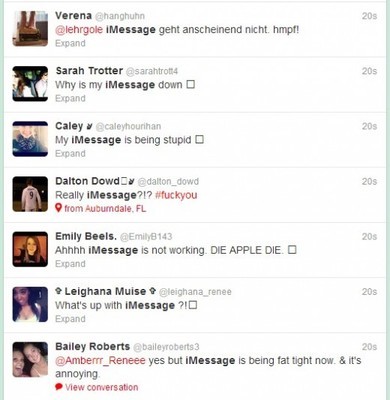 Verena @hanghuhn 20s
@lehrgole iMessage geht anscheinend nicht. hmpf!
Expand
Sarah Trotter @sarahtrott4 20s
Why is my iMessage down □
Expand
Caley @caleyhourihan 20s
My iMessage is being stupid □
Expand
Dalton Dowd□ @dalton_dowd 20s
Really iMessage?!? #fuckyou
from Auburndale, FL
Emily Beels. @EmilyB143 20s
Ahhhh iMessage is not working. DIE APPLE DIE. □
Expand
✞ Leighana Muise ✞ @leighana_renee 20s
What's up with iMessage ?!□
Expand
Bailey Roberts @baileyroberts3 20s
@Amberrr_Reneee yes but iMessage is being fat tight now. & it's
annoying.
View conversation